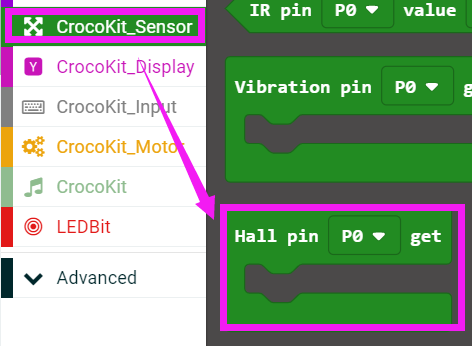 CrocoKit_Sensor
Y CrocoKit_Display
CrocoKit_Input
CrocoKit_Motor
CrocoKit
LEDBit
Advanced
IR pin P0 value
Vibration pin P0
Hall pin P0 get